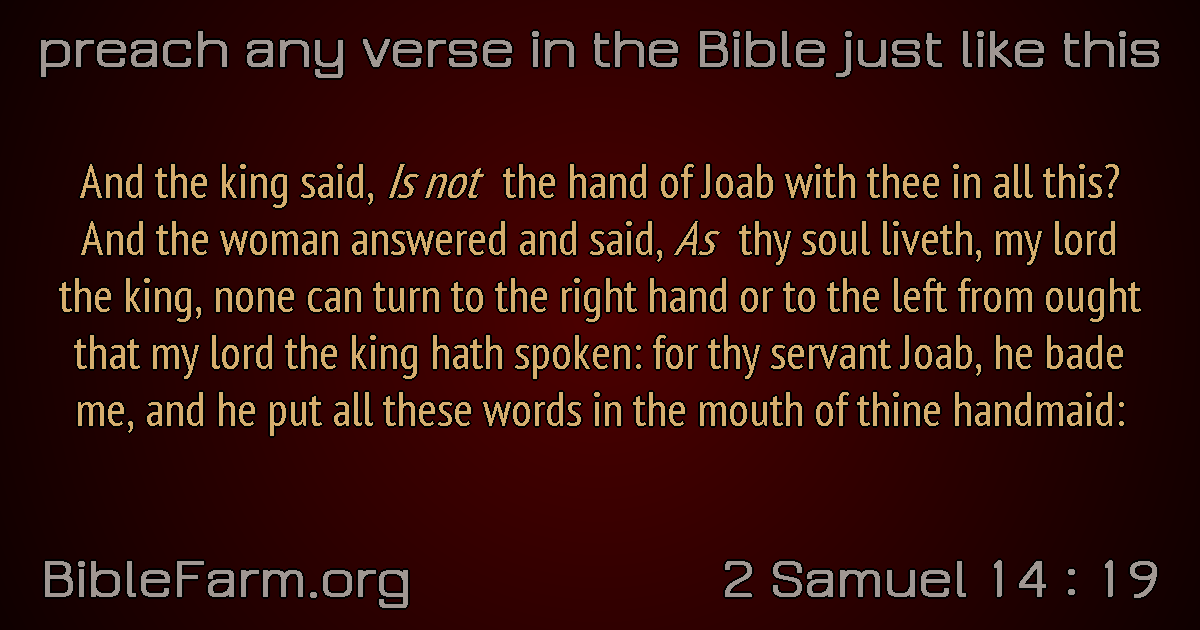 preach any verse in the Bible just like this
And the king said, Is not the hand of Joab with thee in all this?
And the woman answered and said, As thy soul liveth, my lord
the king, none can turn to the right hand or to the left from ought
that my lord the king hath spoken: for thy servant Joab, he bade
me, and he put all these words in the mouth of thine handmaid:
BibleFarm.org
2 Samuel 14 : 19